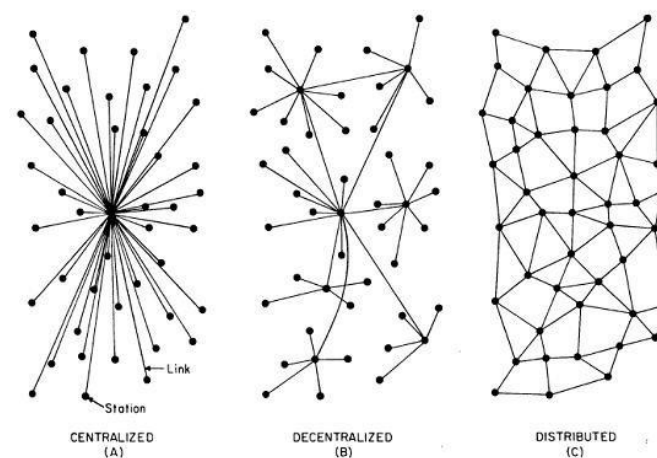 Link
Station
CENTRALIZED
(A)
DECENTRALIZED
(B)
DISTRIBUTED
(C)